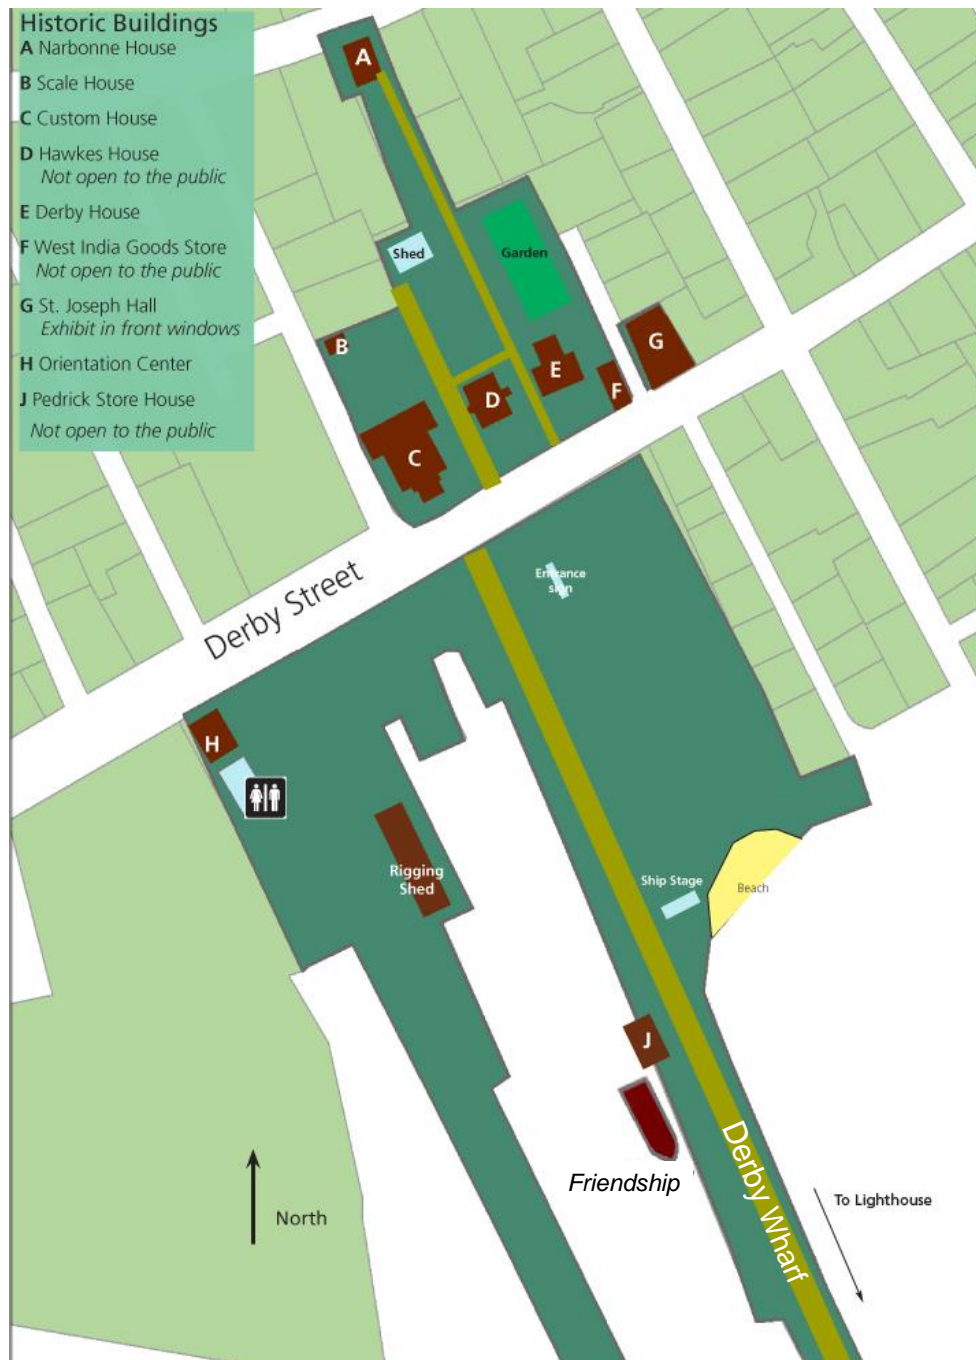 Historic Buildings
A Narbonne House
B Scale House
C Custom House
D Hawkes House
Not open to the public
E Derby House
F West India Goods Store
Not open to the public
G St. Joseph Hall
Exhibit in front windows
H Orientation Center
J Pedrick Store House
Not open to the public
A
Shed
Garden
B
G
E
D
F
C
Entrance
sign
Derby Street
H
Rigging
Shed
Ship Stage
Beach
J
Friendship
Derby Wharf
To Lighthouse
North